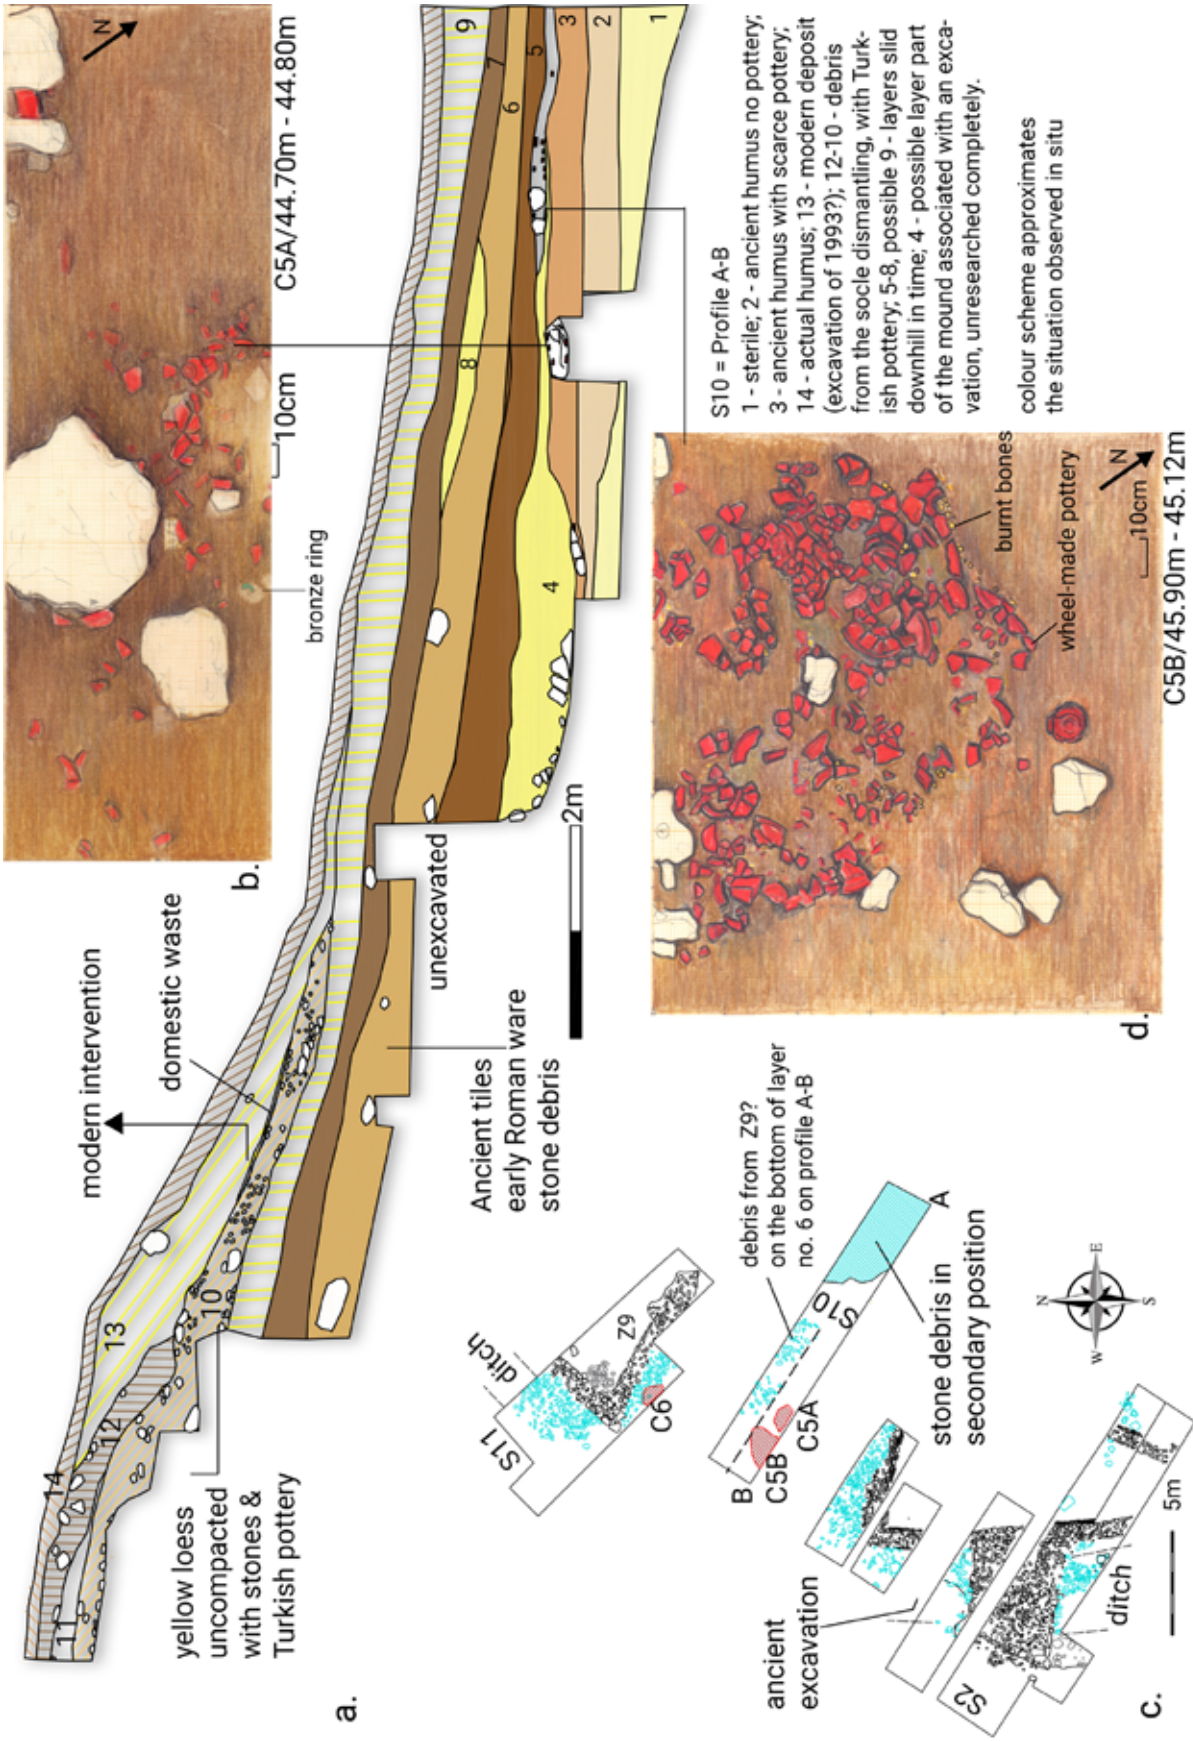 a.
14
11
12
13
10
modern intervention
domestic waste
yellow loess
uncompacted
with stones &
Turkish pottery
Ancient tiles
early Roman ware
stone debris
unexcavated
2m
9
7
6
5
8
4
3
2
1
b.
N
bronze ring
10cm
C5A/44.70m - 44.80m
S10 = Profile A-B
1 - sterile; 2 - ancient humus no pottery;
3 - ancient humus with scarce pottery;
14 - actual humus; 13 - modern deposit
(excavation of 1993?); 12-10 - debris
from the socle dismantling, with Turk-
ish pottery; 5-8, possible 9 - layers slid
downhill in time; 4 - possible layer part
of the mound associated with an exca-
vation, unresearched completely.
colour scheme approximates
the situation observed in situ
c.
S11
ditch
Z9
C6
debris from Z9?
on the bottom of layer
no. 6 on profile A-B
B
C5B
C5A
S10
A
stone debris in
secondary position
ancient
excavation
S2
ditch
5m
N
E
S
W
d.
burnt bones
wheel-made pottery
N
10cm
C5B/45.90m - 45.12m